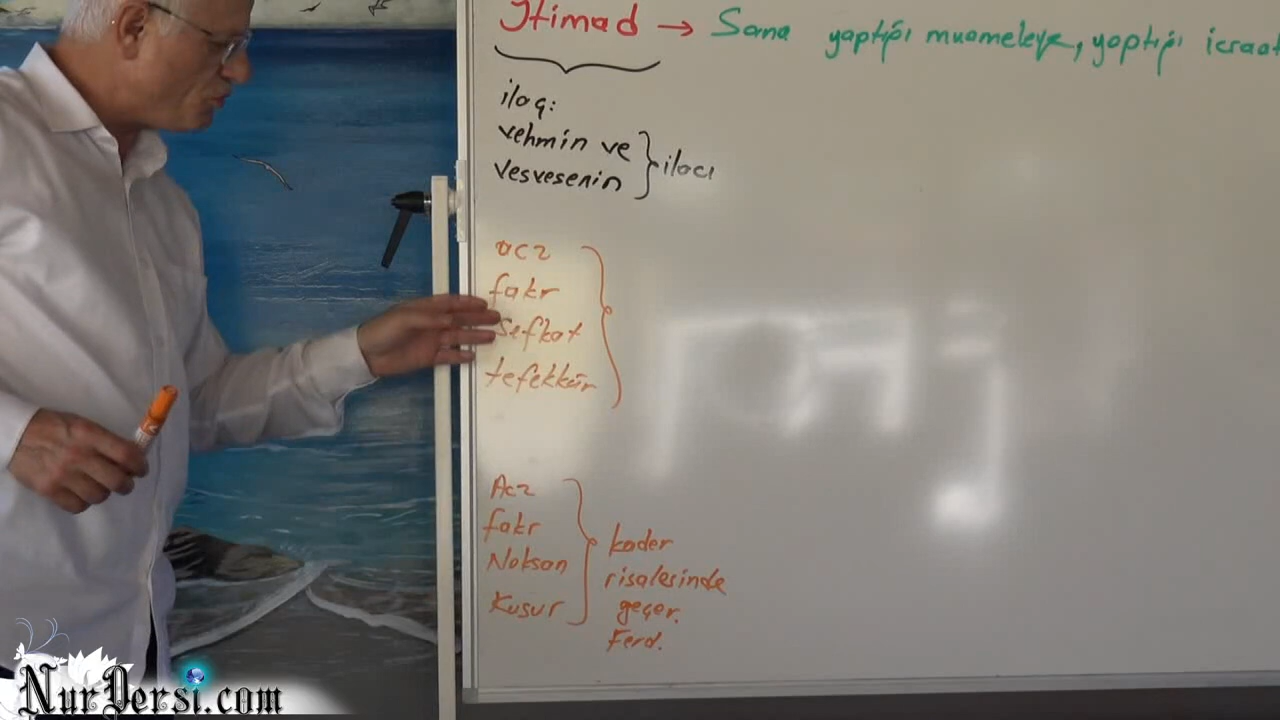 Itimad → Sana yaptığı muameleye, yaptığı icraat
ilaç:
vehmin ve
vesvesenin } ilacı
acz
fakr
Şefkat
tefekkür
Acz
fakr
Noksan
Kusur
kader
risalesinde
geçer.
Ferd.
NurDersi.com